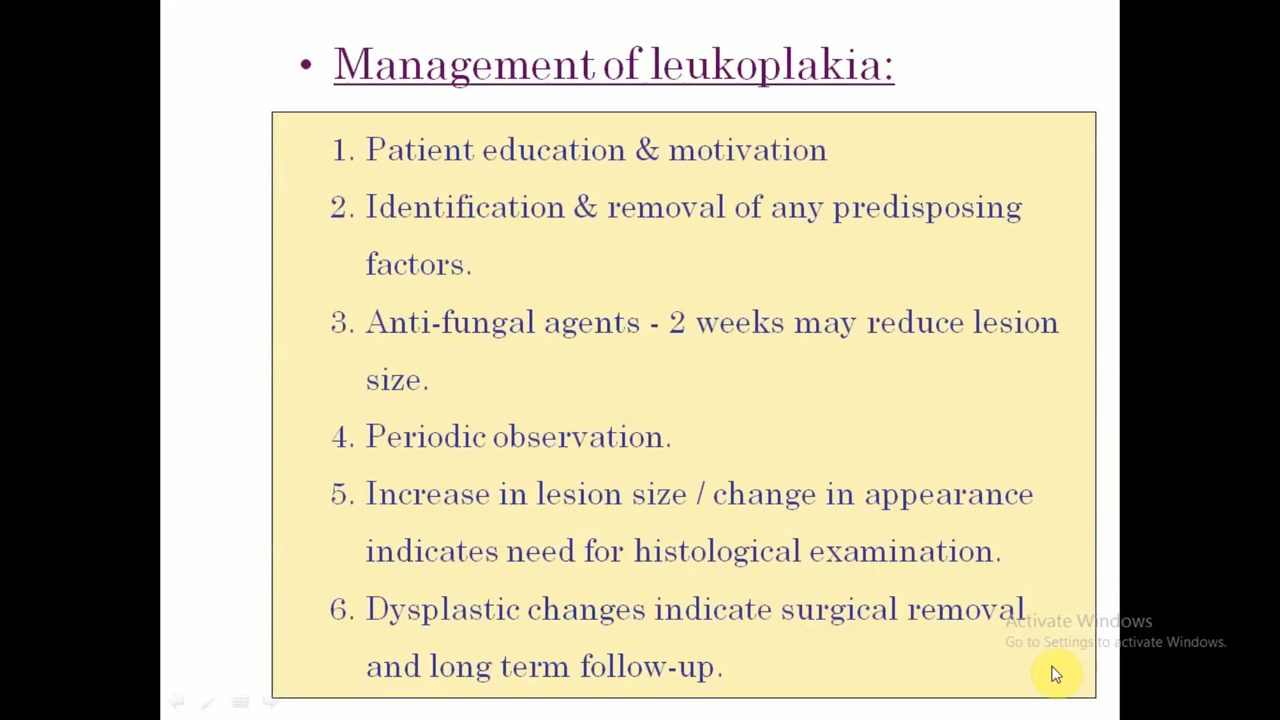 • Management of leukoplakia:
1. Patient education & motivation
2. Identification & removal of any predisposing
factors.
3. Anti-fungal agents - 2 weeks may reduce lesion
size.
4. Periodic observation.
5. Increase in lesion size / change in appearance
indicates need for histological examination.
6. Dysplastic changes indicate surgical removal
and long term follow-up.
Activate Windows
Go to Settings to activate Windows.